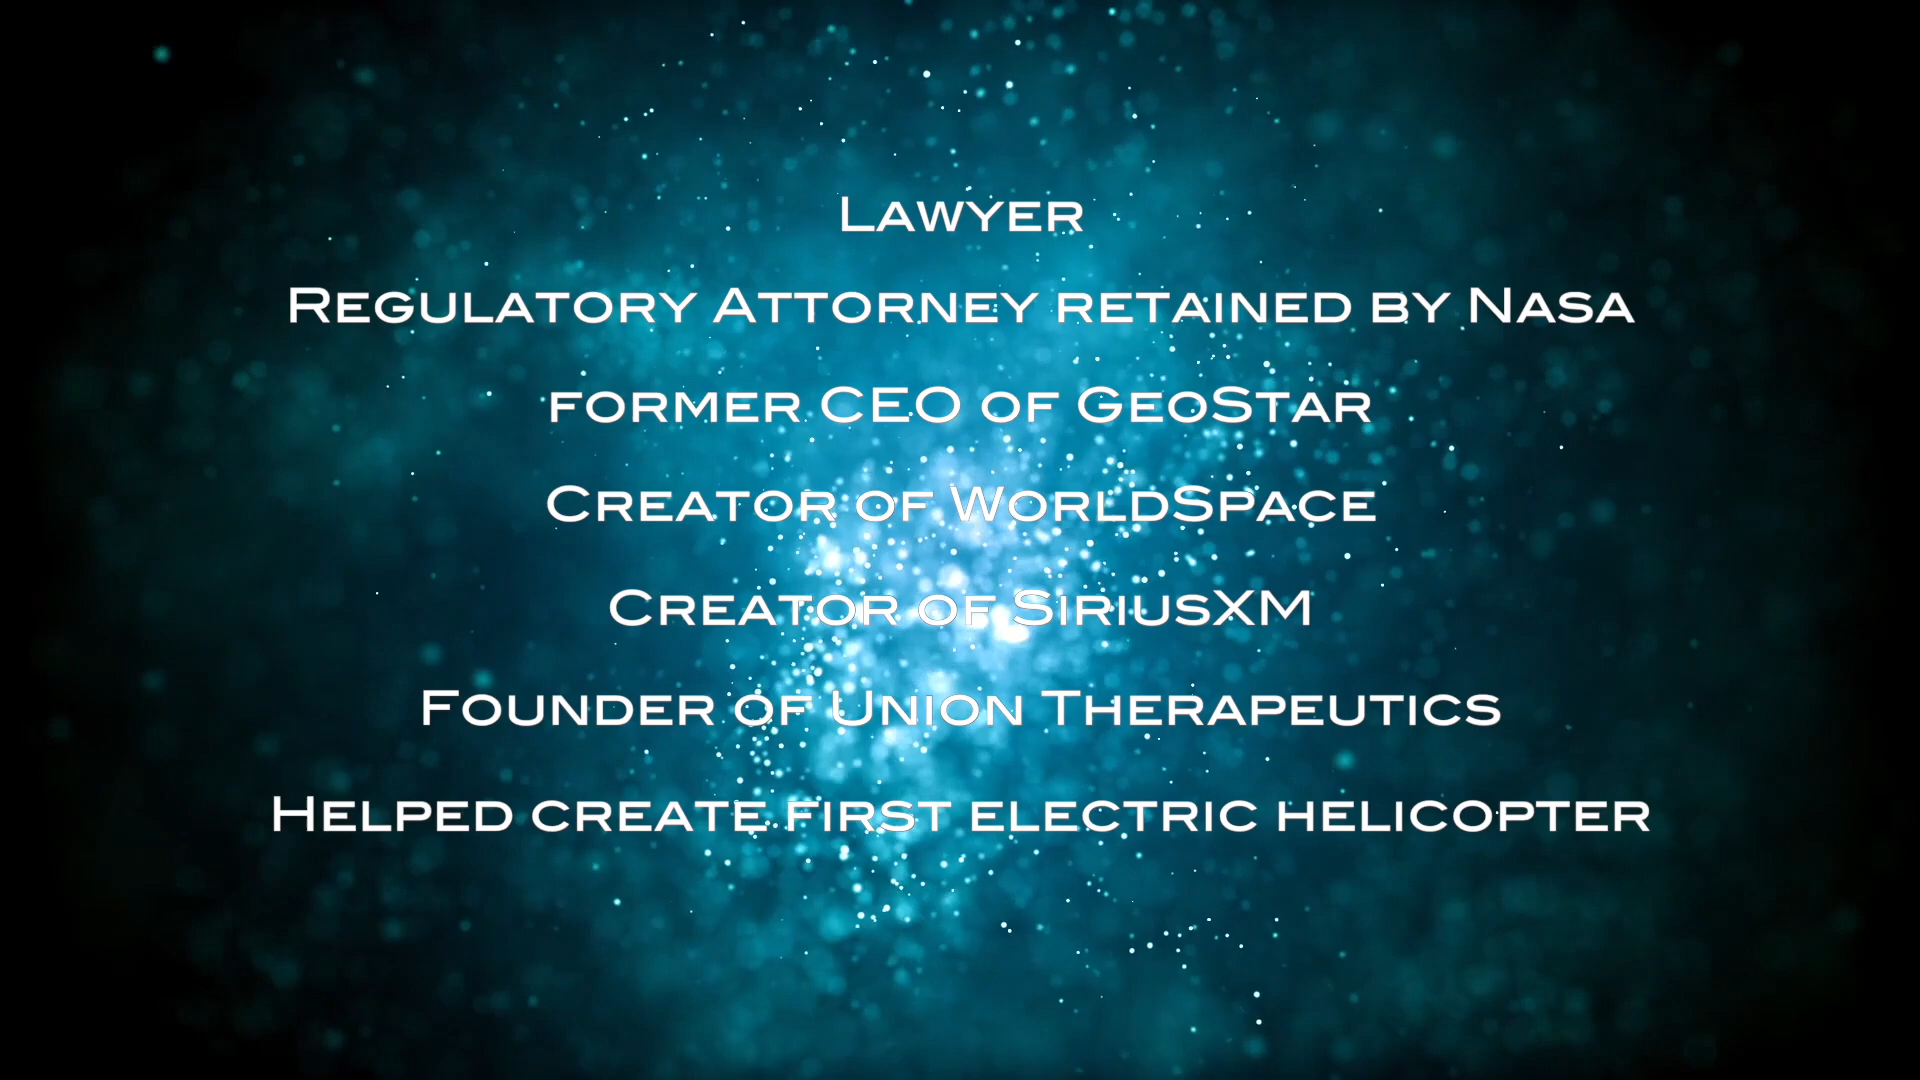 Lawyer
Regulatory Attorney retained by Nasa
former CEO of GeoStar
Creator of WorldSpace
Creator of SiriusXM
Founder of Union Therapeutics
Helped create first electric helicopter